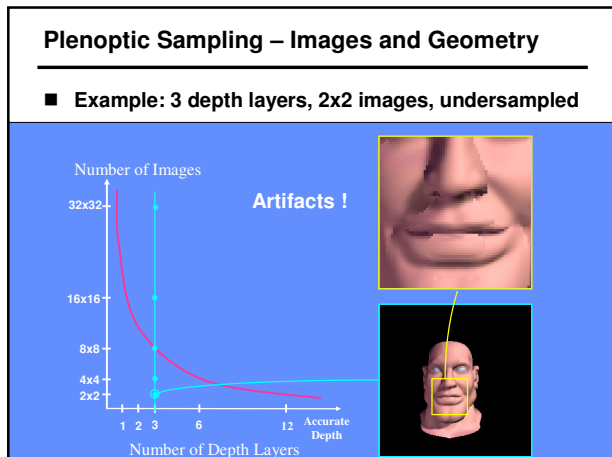 Plenoptic Sampling – Images and Geometry
■ Example: 3 depth layers, 2x2 images, undersampled
Number of Images
Artifacts !
32x32
16x16
8x8
4x4
2x2
1 2 3 6 12 Accurate
Depth
Number of Depth Layers